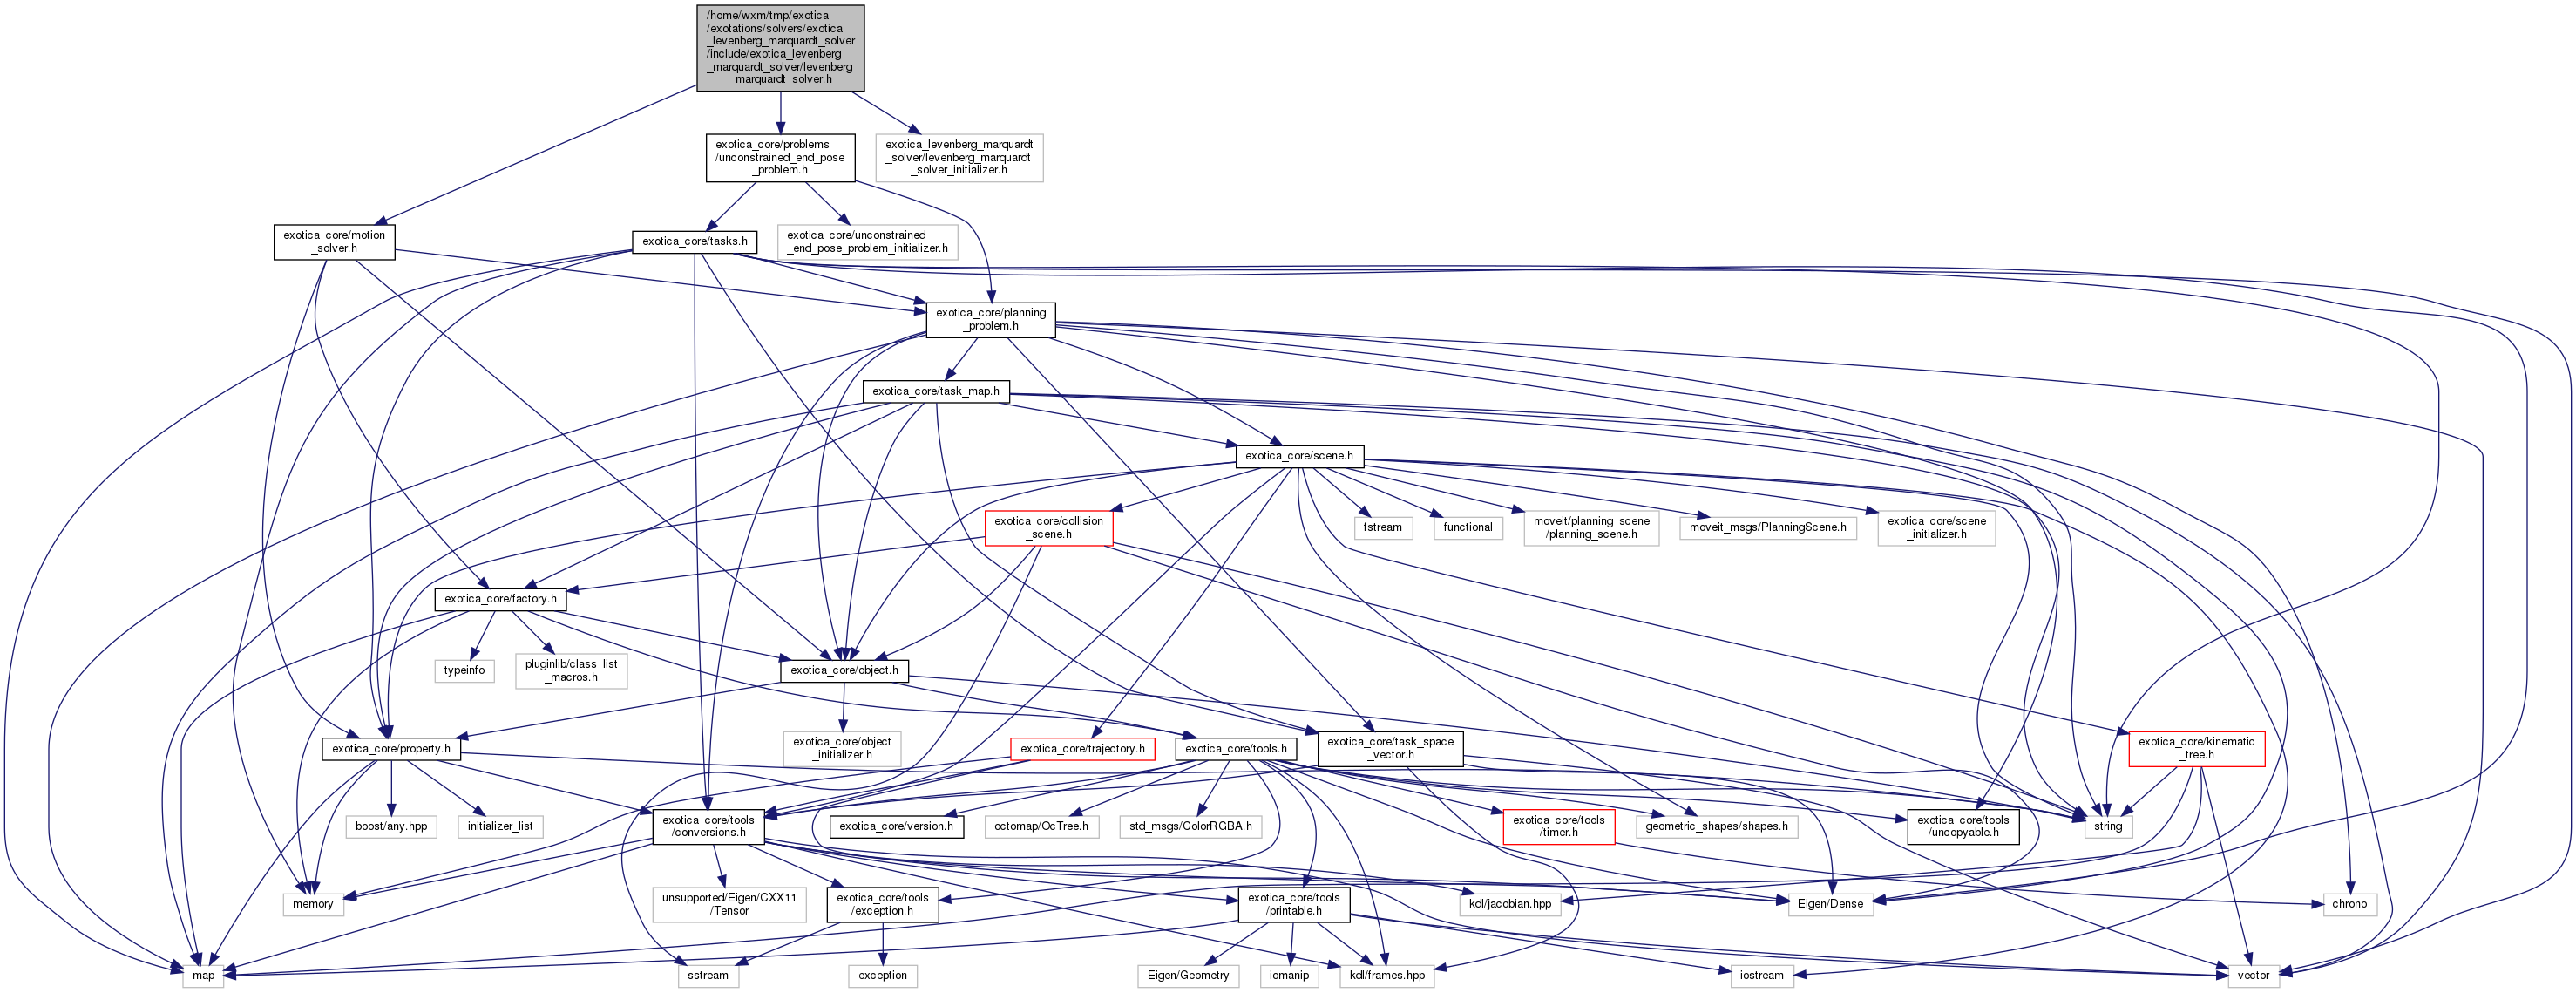 /home/wxm/tmp/exotica
/exotations/solvers/exotica
_levenberg_marquardt_solver
/include/exotica_levenberg
_marquardt_solver/levenberg
_marquardt_solver.h
exotica_core/problems
/unconstrained_end_pose
_problem.h
exotica_levenberg_marquardt
_solver/levenberg_marquardt
_solver_initializer.h
exotica_core/motion
_solver.h
exotica_core/tasks.h
exotica_core/unconstrained
_end_pose_problem_initializer.h
exotica_core/planning
_problem.h
exotica_core/task_map.h
exotica_core/scene.h
exotica_core/collision
_scene.h
fstream
functional
moveit/planning_scene
/planning_scene.h
moveit_msgs/PlanningScene.h
exotica_core/scene
_initializer.h
exotica_core/factory.h
typeinfo
pluginlib/class_list
_macros.h
exotica_core/object.h
exotica_core/property.h
exotica_core/object
_initializer.h
exotica_core/trajectory.h
exotica_core/tools.h
exotica_core/task_space
_vector.h
exotica_core/kinematic
_tree.h
boost/any.hpp
initializer_list
exotica_core/tools
/conversions.h
exotica_core/version.h
octomap/OcTree.h
std_msgs/ColorRGBA.h
exotica_core/tools
/timer.h
geometric_shapes/shapes.h
exotica_core/tools
/uncopyable.h
string
memory
unsupported/Eigen/CXX11
/Tensor
exotica_core/tools
/exception.h
exotica_core/tools
/printable.h
kdl/jacobian.hpp
Eigen/Dense
chrono
map
sstream
exception
Eigen/Geometry
iomanip
kdl/frames.hpp
iostream
vector